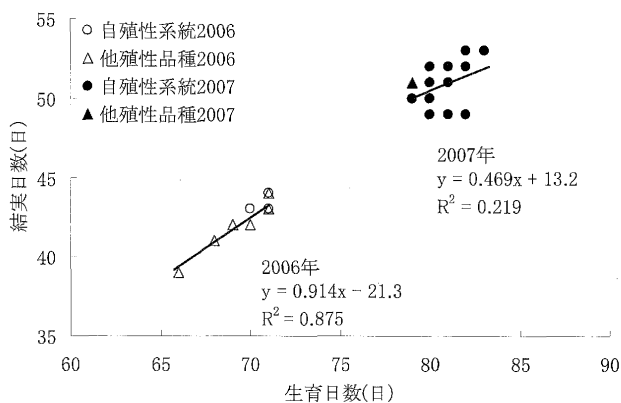 55
50
45
40
35
結実日数(日)
○ 自殖性系統2006
△ 他殖性品種2006
● 自殖性系統2007
▲ 他殖性品種2007
2007年
y = 0.469x + 13.2
R² = 0.219
2006年
y = 0.914x − 21.3
R² = 0.875
60 65 70 75 80 85 90
生育日数(日)